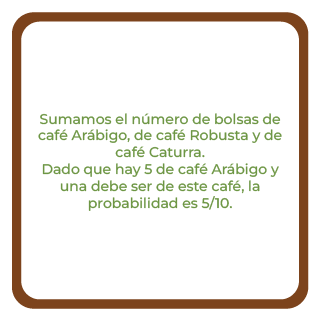 Sumamos el número de bolsas de
café Arábigo, de café Robusta y de
café Caturra.
Dado que hay 5 de café Arábigo y
una debe ser de este café, la
probabilidad es 5/10.